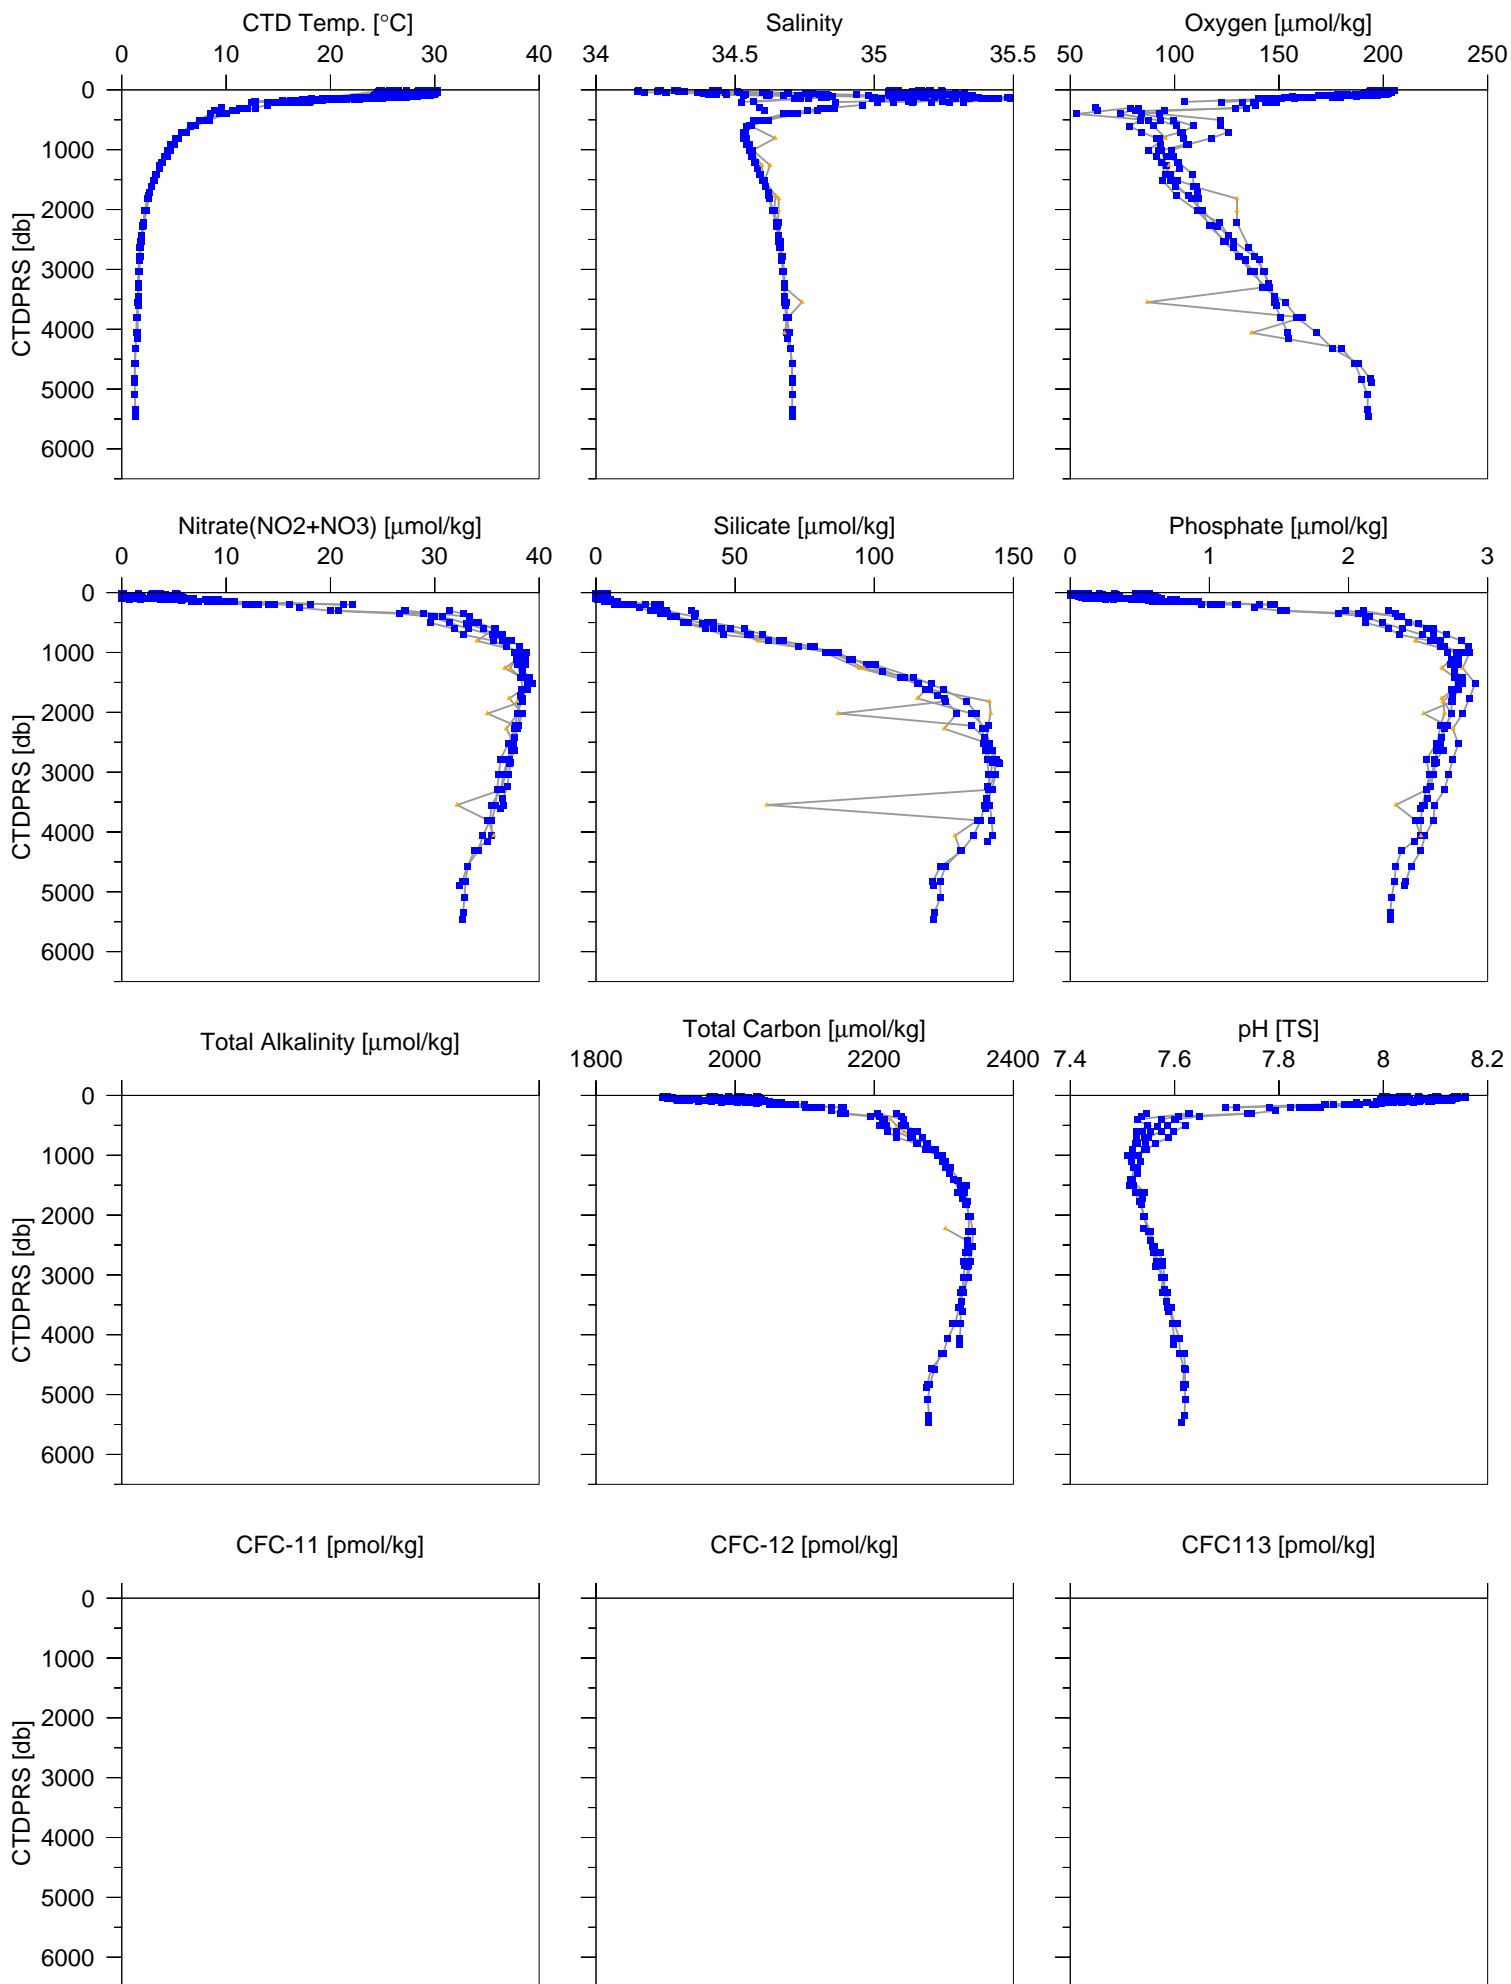 CTD Temp. [°C] Salinity Oxygen [μmol/kg]
0 10 20 30 40 34 34.5 35 35.5 50 100 150 200 250
0
1000
2000
3000
4000
5000
6000
CTDPRS [db]
Nitrate(NO2+NO3) [μmol/kg] Silicate [μmol/kg] Phosphate [μmol/kg]
0 10 20 30 40 0 50 100 150 0 1 2 3
0
1000
2000
3000
4000
5000
6000
CTDPRS [db]
Total Alkalinity [μmol/kg] Total Carbon [μmol/kg] pH [TS]
1800 2000 2200 2400 7.4 7.6 7.8 8 8.2
0
1000
2000
3000
4000
5000
6000
CTDPRS [db]
CFC-11 [pmol/kg] CFC-12 [pmol/kg] CFC113 [pmol/kg]
0
1000
2000
3000
4000
5000
6000
CTDPRS [db]